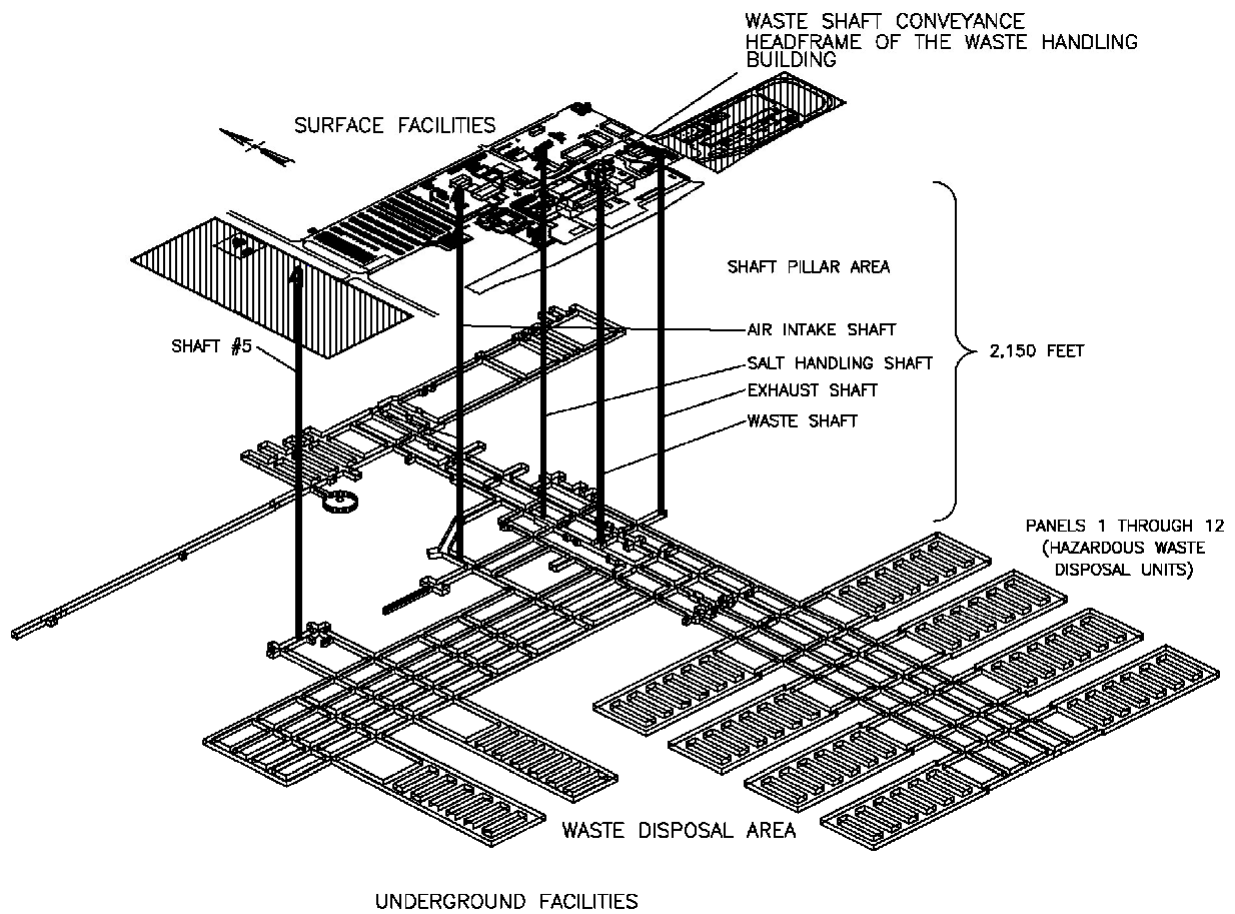 WASTE SHAFT CONVEYANCE
HEADFRAME OF THE WASTE HANDLING
BUILDING
SURFACE FACILITIES
SHAFT PILLAR AREA
AIR INTAKE SHAFT
SHAFT #5
2,150 FEET
SALT HANDLING SHAFT
EXHAUST SHAFT
WASTE SHAFT
PANELS 1 THROUGH 12
(HAZARDOUS WASTE
DISPOSAL UNITS)
WASTE DISPOSAL AREA
UNDERGROUND FACILITIES